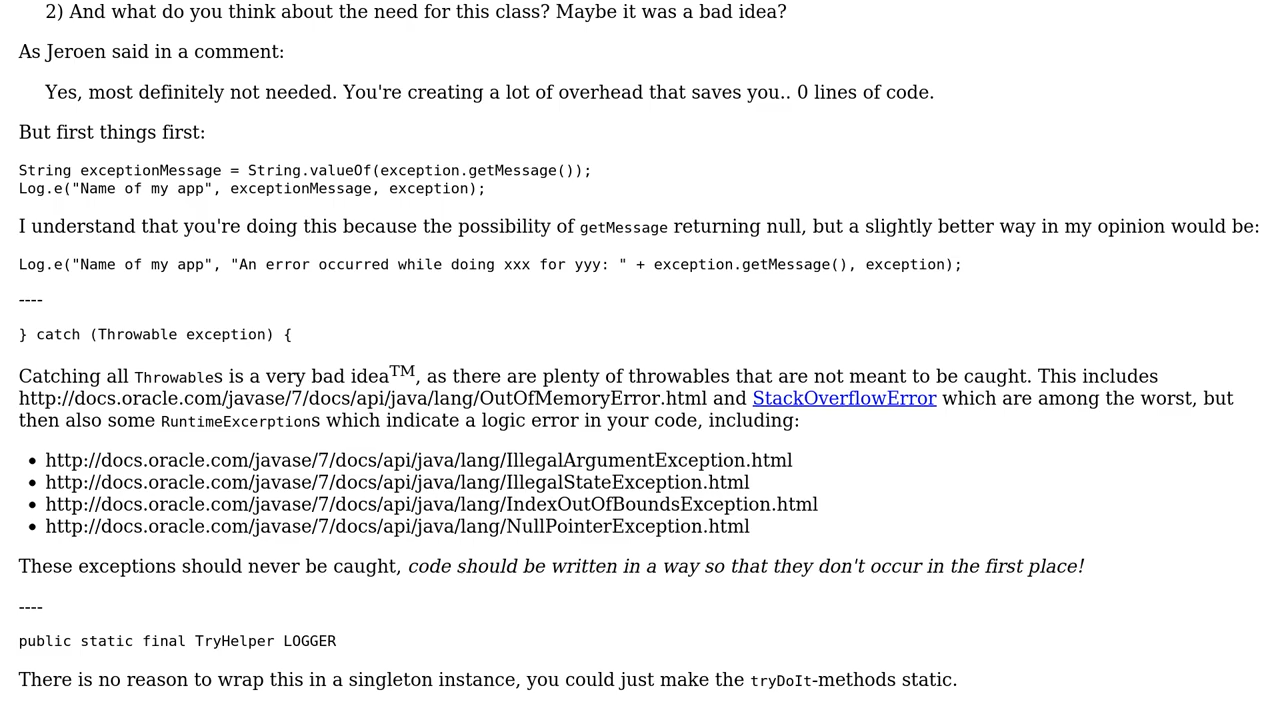 2) And what do you think about the need for this class? Maybe it was a bad idea?
As Jeroen said in a comment:
Yes, most definitely not needed. You're creating a lot of overhead that saves you.. 0 lines of code.
But first things first:
String exceptionMessage = String.valueOf(exception.getMessage());
Log.e("Name of my app", exceptionMessage, exception);
I understand that you're doing this because the possibility of getMessage returning null, but a slightly better way in my opinion would be:
Log.e("Name of my app", "An error occurred while doing xxx for yyy: " + exception.getMessage(), exception);
----
} catch (Throwable exception) {
Catching all Throwables is a very bad ideaTM, as there are plenty of throwables that are not meant to be caught. This includes
http://docs.oracle.com/javase/7/docs/api/java/lang/OutOfMemoryError.html and StackOverflowError which are among the worst, but
then also some RuntimeExcerptions which indicate a logic error in your code, including:
• http://docs.oracle.com/javase/7/docs/api/java/lang/IllegalArgumentException.html
• http://docs.oracle.com/javase/7/docs/api/java/lang/IllegalStateException.html
• http://docs.oracle.com/javase/7/docs/api/java/lang/IndexOutOfBoundsException.html
• http://docs.oracle.com/javase/7/docs/api/java/lang/NullPointerException.html
These exceptions should never be caught, code should be written in a way so that they don't occur in the first place!
----
public static final TryHelper LOGGER
There is no reason to wrap this in a singleton instance, you could just make the tryDoIt-methods static.